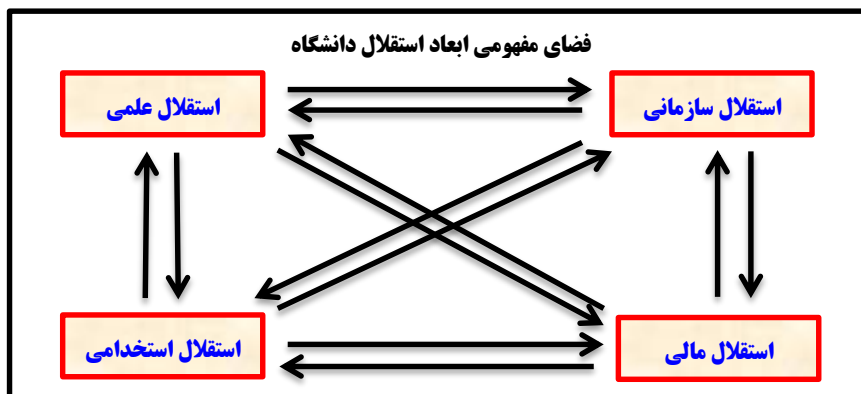 فضای مفهومی ابعاد استقلال دانشگاه
استقلال سازمانی
استقلال علمی
استقلال مالی
استقلال استخدامی